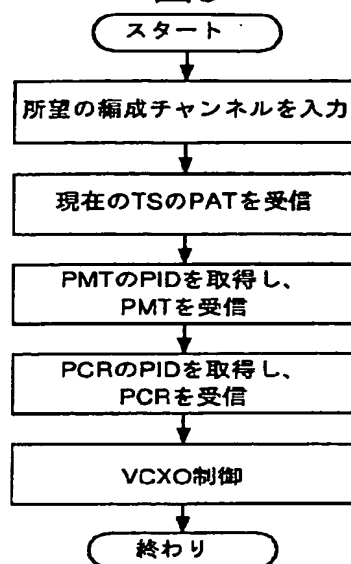 スタート
所望の編成チャンネルを入力
現在のTSのPATを受信
PMTのPIDを取得し、
PMTを受信
PCRのPIDを取得し、
PCRを受信
VCXO制御
終わり